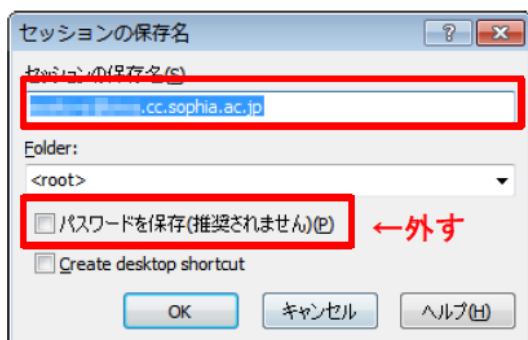 セッションの保存名
セッションの保存名(S)
.cc.sophia.ac.jp
Folder:
<root>
パスワードを保存(推奨されません)(P)
←外す
Create desktop shortcut
OK
キャンセル
ヘルプ(H)